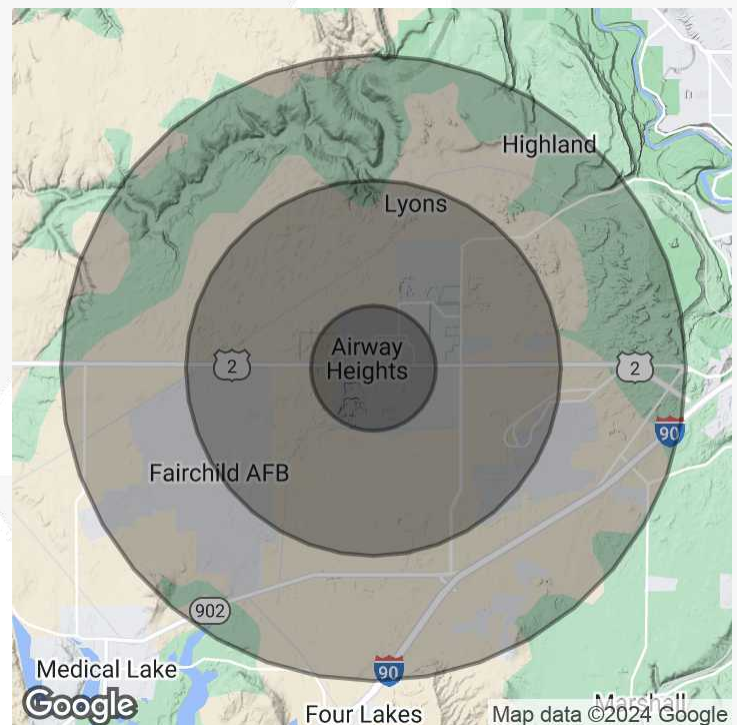 Highland
Lyons
Airway
Heights
2
2
90
Fairchild AFB
902
Medical Lake
90
Google
Four Lakes
Marshall
Map data ©2024 Google